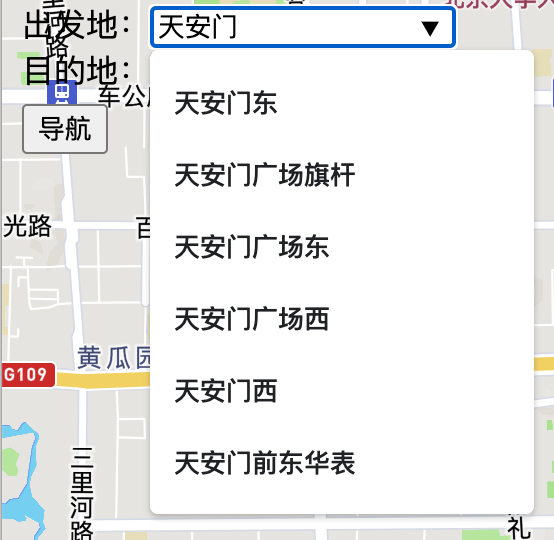 出发地：
天安门
目的地：
车公
导航
天安门东
天安门广场旗杆
光路
百
天安门广场东
天安门广场西
黄瓜园
G109
天安门西
天安门前东华表
三里河路
礼